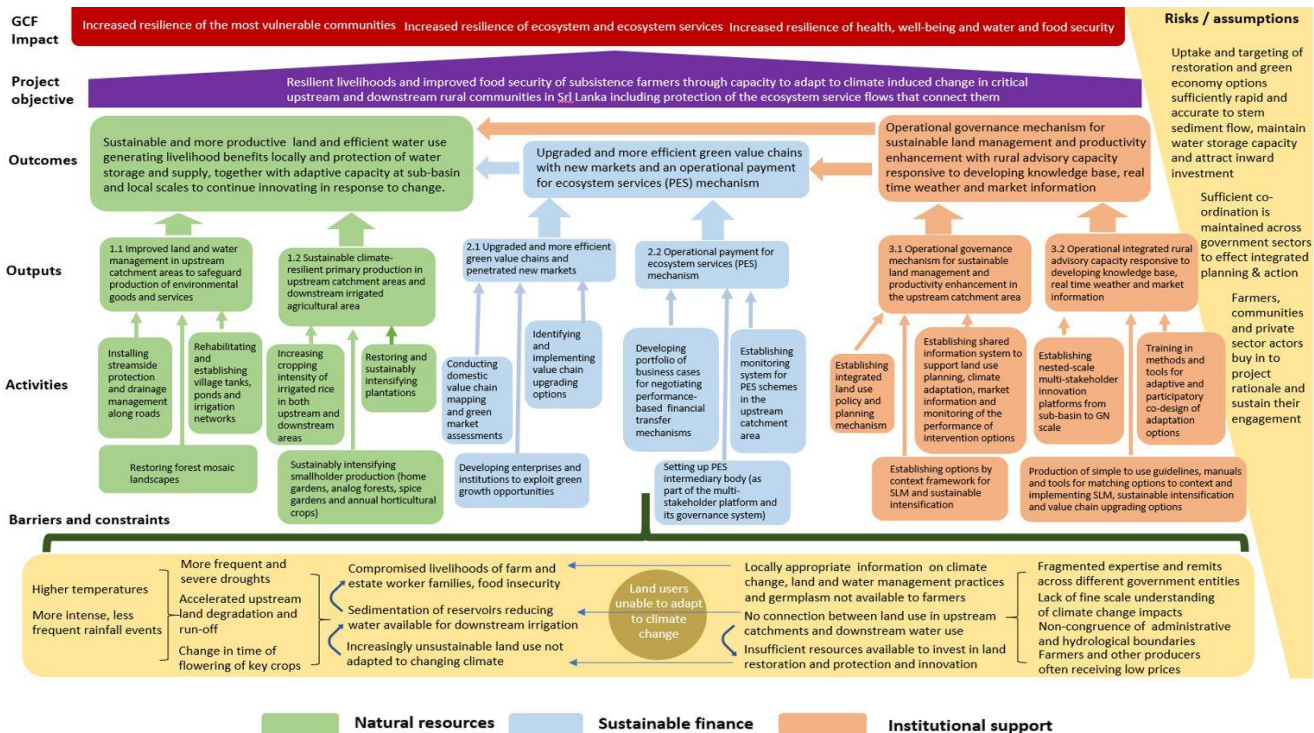 GCF
Impact
Increased resilience of the most vulnerable communities
Increased resilience of ecosystem and ecosystem services
Increased resilience of health, well-being and water and food security
Risks / assumptions
Uptake and targeting of
restoration and green
economy options
sufficiently rapid and
accurate to stem
sediment flow, maintain
water storage capacity
and attract inward
investment
Sufficient co-
ordination is
maintained across
government sectors
to effect integrated
planning & action
Farmers,
communities
and private
sector actors
buy in to
project
rationale and
sustain their
engagement
Project
objective
Resilient livelihoods and improved food security of subsistence farmers through capacity to adapt to climate induced change in critical
upstream and downstream rural communities in Sri Lanka including protection of the ecosystem service flows that connect them
Outcomes
Sustainable and more productive land and efficient water use
generating livelihood benefits locally and protection of water
storage and supply, together with adaptive capacity at sub-basin
and local scales to continue innovating in response to change.
Upgraded and more efficient green value chains
with new markets and an operational payment
for ecosystem services (PES) mechanism
Operational governance mechanism for
sustainable land management and productivity
enhancement with rural advisory capacity
responsive to developing knowledge base, real
time weather and market information
Outputs
1.1 Improved land and water
management in upstream
catchment areas to safeguard
production of environmental
goods and services
1.2 Sustainable climate-
resilient primary production in
upstream catchment areas and
downstream irrigated
agricultural area
2.1 Upgraded and more efficient
green value chains and
penetrated new markets
2.2 Operational payment for
ecosystem services (PES)
mechanism
3.1 Operational governance
mechanism for sustainable
land management and
productivity enhancement
in the upstream catchment area
3.2 Operational integrated rural
advisory capacity responsive to
developing knowledge base,
real time weather and market
information
Activities
Installing
streamside
protection
and drainage
management
along roads
Rehabilitating
and
establishing
village tanks,
ponds and
irrigation
networks
Restoring forest mosaic
landscapes
Increasing
cropping
intensity of
irrigated rice in
both upstream
and downstream
areas
Restoring and
sustainably
intensifying
plantations
Sustainably intensifying
smallholder production (home
gardens, analog forests, spice
gardens and annual horticultural
crops)
Conducting
domestic
value chain
mapping
and green
market
assessments
Identifying
and
implementing
value chain
upgrading
options
Developing enterprises and
institutions to exploit green
growth opportunities
Developing
portfolio of
business cases
for negotiating
performance-
based financial
transfer
mechanisms
Establishing
monitoring
system for
PES schemes
in the
upstream
catchment
area
Setting up PES
intermediary body (as
part of the multi-
stakeholder platform and
its governance system)
Establishing
integrated
land use
policy and
planning
mechanism
Establishing shared
information system to
support land use
planning, climate
adaptation, market
information and
monitoring of the
performance of
intervention options
Establishing options by
context framework for
SLM and sustainable
intensification
Establishing
nested-scale
multi-stakeholder
innovation
platforms from
sub-basin to GN
scale
Training in
methods and
tools for
adaptive and
participatory
co-design of
adaptation
options
Production of simple to use guidelines, manuals
and tools for matching options to context and
implementing SLM, sustainable intensification
and value chain upgrading options
Barriers and constraints
Higher temperatures
More intense, less
frequent rainfall events
More frequent and
severe droughts
Accelerated upstream
land degradation and
run-off
Change in time of
flowering of key crops
Compromised livelihoods of farm and
estate worker families, food insecurity
Sedimentation of reservoirs reducing
water available for downstream irrigation
Increasingly unsustainable land use not
adapted to changing climate
Land users
unable to adapt
to climate
change
Locally appropriate information on climate
change, land and water management practices
and germplasm not available to farmers
No connection between land use in upstream
catchments and downstream water use
Insufficient resources available to invest in land
restoration and protection and innovation
Fragmented expertise and remits
across different government entities
Lack of fine scale understanding
of climate change impacts
Non-congruence of administrative
and hydrological boundaries
Farmers and other producers
often receiving low prices
Natural resources
Sustainable finance
Institutional support